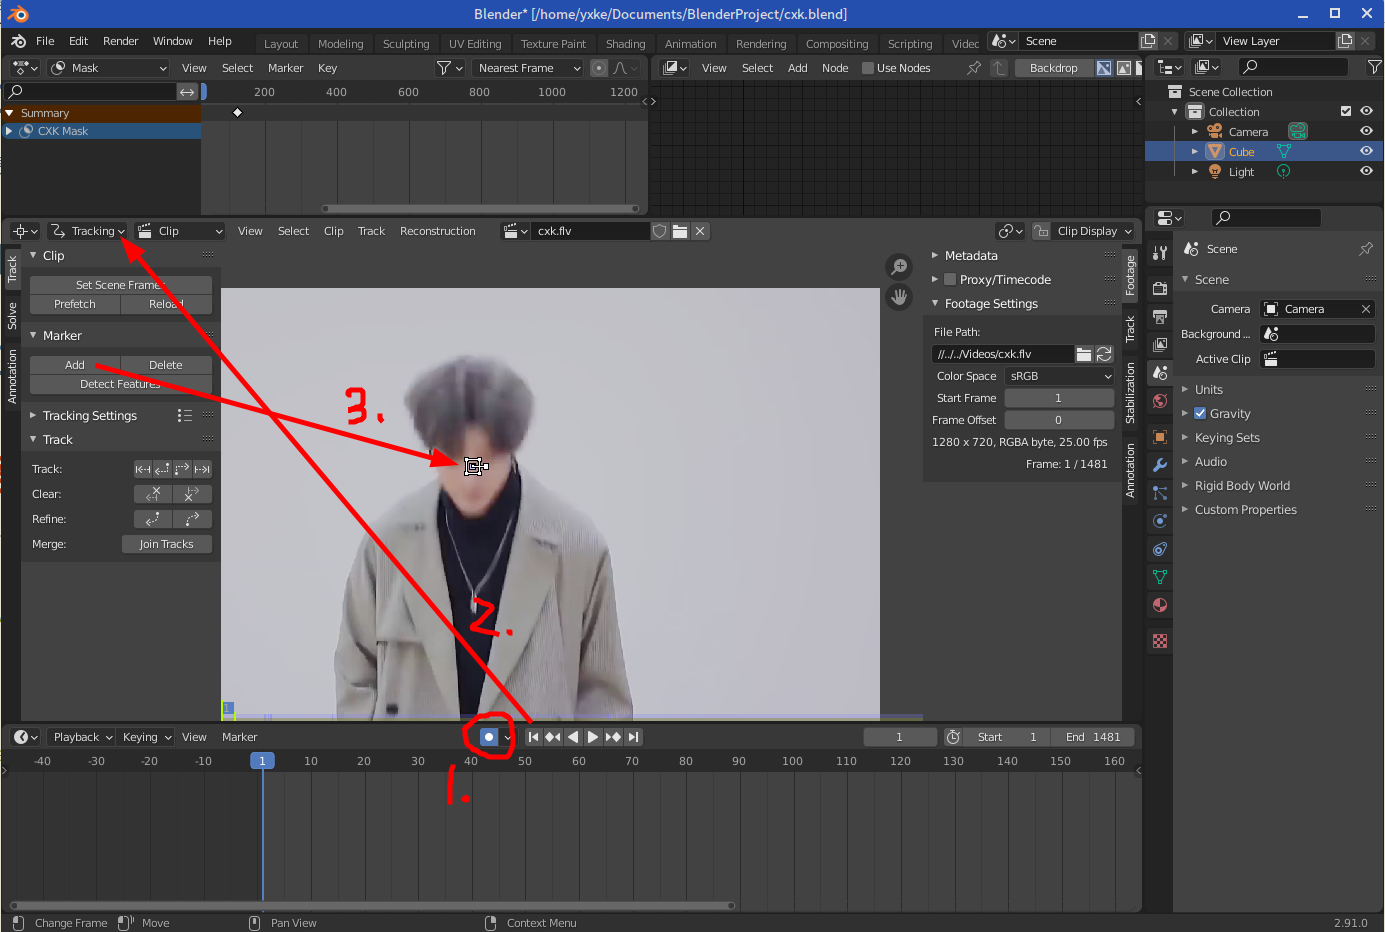 Blender* [/home/yxke/Documents/BlenderProject/cxk.blend]
File Edit Render Window Help Layout Modeling Sculpting UV Editing Texture Paint Shading Animation Rendering Compositing Scripting Scene View Layer
Mask View Select Marker Key Nearest Frame View Select Add Node Use Nodes Backdrop
200 400 600 800 1000 1200
Summary
CXK Mask
Scene Collection
Collection
Camera
Cube
Light
Tracking Clip View Select Clip Track Reconstruction cxk.flv Clip Display
Track
Solve
Annotation
Clip
Set Scene Frames
Prefetch Reload
Marker
Add Delete
Detect Features
Tracking Settings
Track
Track:
Clear:
Refine:
Merge: Join Tracks
3.
2.
1
Metadata
Proxy/Timecode
Footage Settings
File Path:
//../../Videos/cxk.flv
Color Space sRGB
Start Frame 1
Frame Offset 0
1280 x 720, RGBA byte, 25.00 fps
Frame: 1 / 1481
Footage
Track
Stabilization
Annotation
Scene
Scene
Camera Camera
Background ...
Active Clip
Units
Gravity
Keying Sets
Audio
Rigid Body World
Custom Properties
Playback Keying View Marker 1 Start 1 End 1481
-40 -30 -20 -10 1 10 20 30 40 50 60 70 80 90 100 110 120 130 140 150 160
1.
Change Frame Move Pan View Context Menu 2.91.0